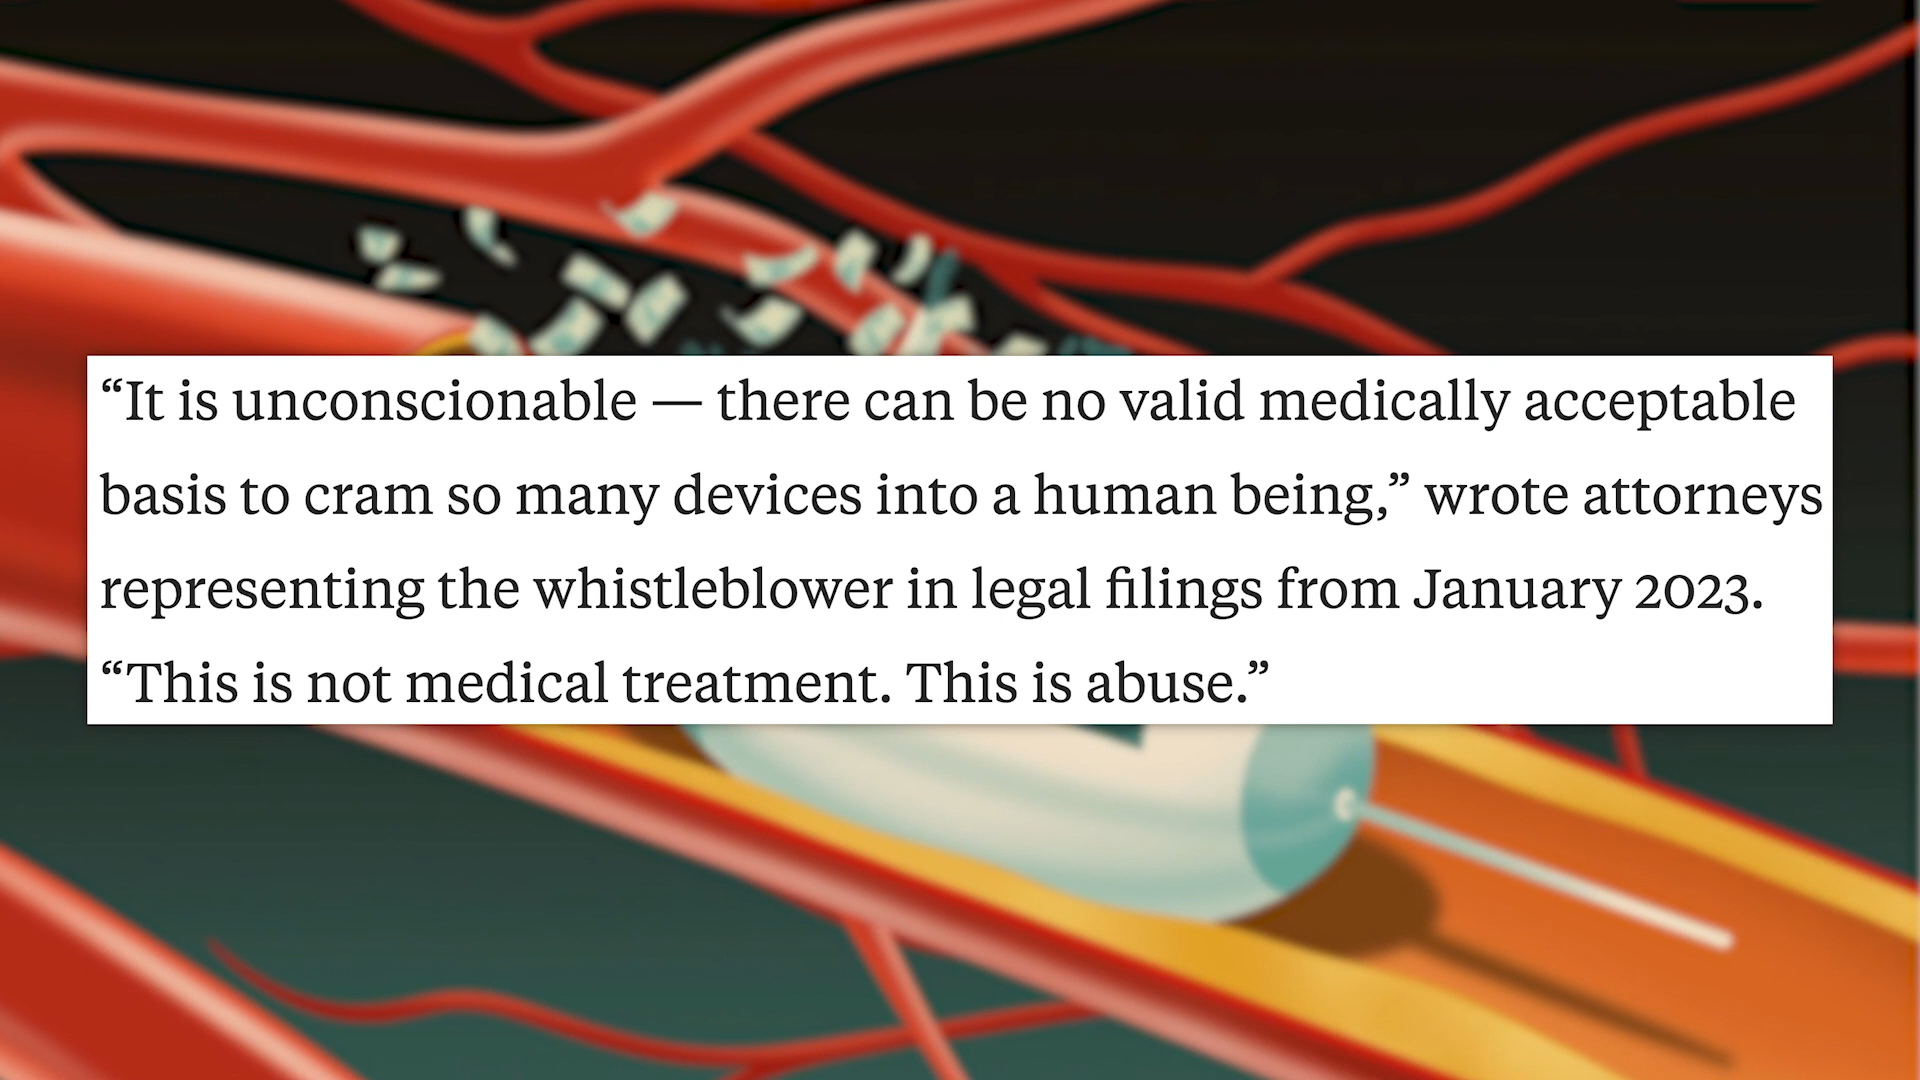 “It is unconscionable — there can be no valid medically acceptable
basis to cram so many devices into a human being,” wrote attorneys
representing the whistleblower in legal filings from January 2023.
“This is not medical treatment. This is abuse.”